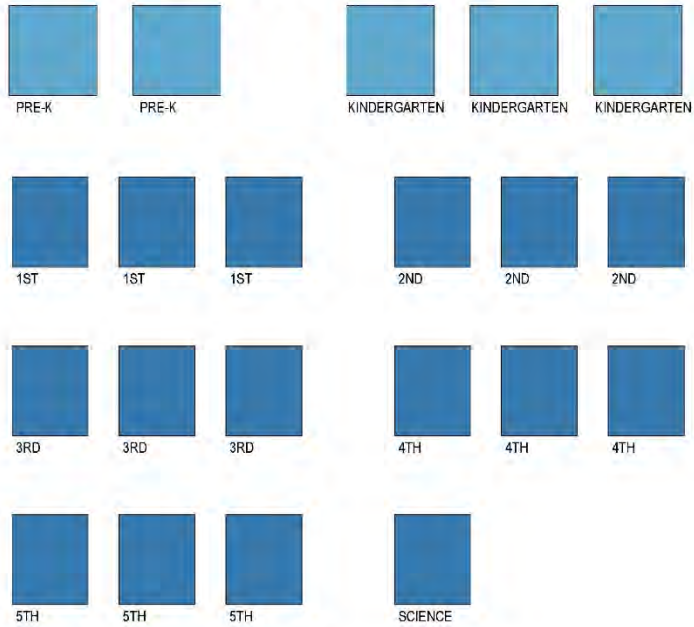 PRE-K PRE-K KINDERGARTEN KINDERGARTEN KINDERGARTEN
1ST 1ST 1ST 2ND 2ND 2ND
3RD 3RD 3RD 4TH 4TH 4TH
5TH 5TH 5TH SCIENCE